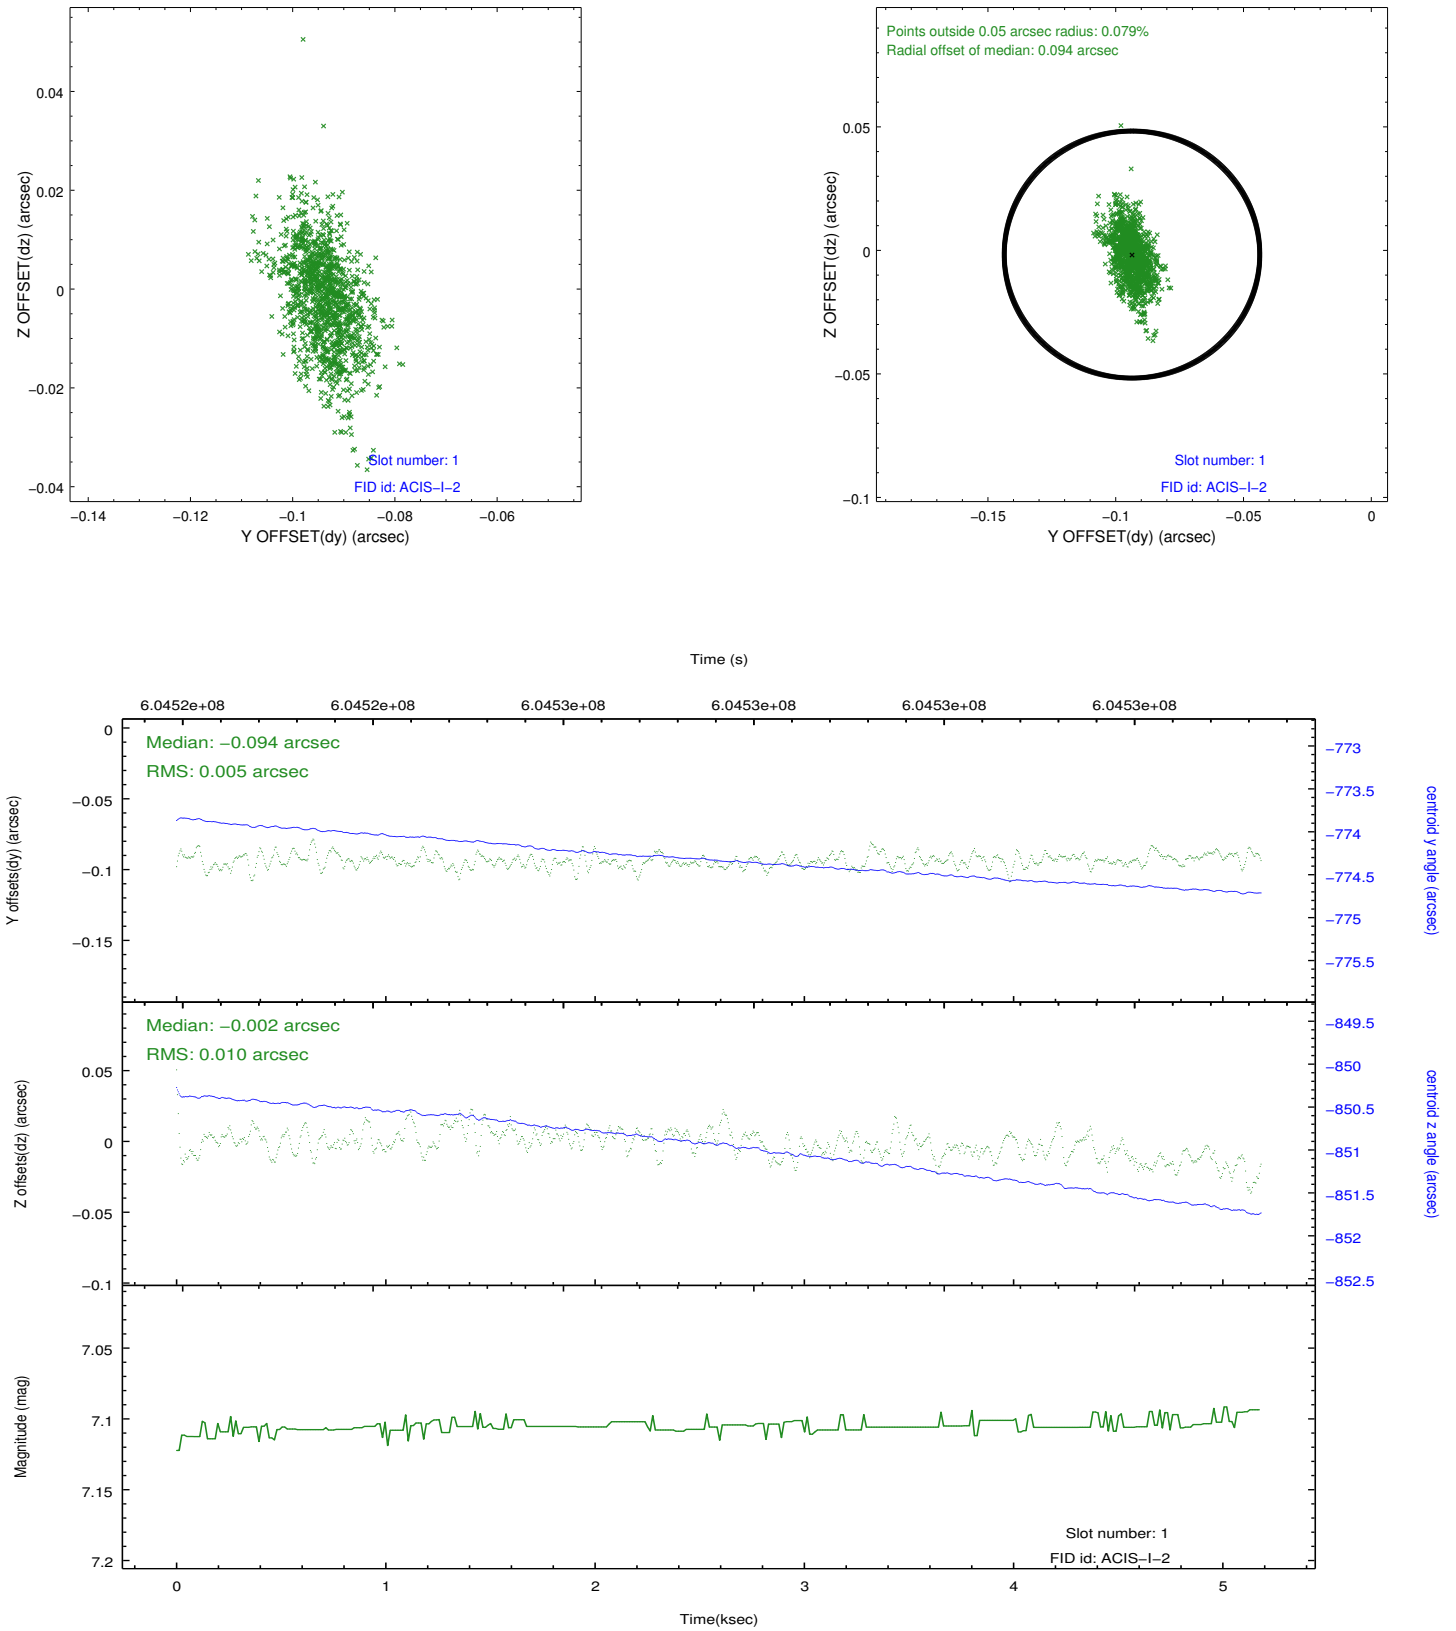 0.04
0.02
0
−0.02
−0.04
−0.14
−0.12
−0.1
−0.08
−0.06
Z OFFSET(dz) (arcsec)
Y OFFSET(dy) (arcsec)
Slot number: 1
FID id: ACIS−I−2
Points outside 0.05 arcsec radius: 0.079%
Radial offset of median: 0.094 arcsec
0.05
0
−0.05
−0.1
−0.15
−0.1
−0.05
0
Z OFFSET(dz) (arcsec)
Y OFFSET(dy) (arcsec)
Slot number: 1
FID id: ACIS−I−2
Time (s)
6.0452e+08
6.0452e+08
6.0453e+08
6.0453e+08
6.0453e+08
6.0453e+08
Median: −0.094 arcsec
RMS: 0.005 arcsec
0
−0.05
−0.1
−0.15
Y offsets(dy) (arcsec)
−773
−773.5
−774
−774.5
−775
−775.5
centroid y angle (arcsec)
Median: −0.002 arcsec
RMS: 0.010 arcsec
0.05
0
−0.05
−0.1
Z offsets(dz) (arcsec)
−849.5
−850
−850.5
−851
−851.5
−852
−852.5
centroid z angle (arcsec)
7.05
7.1
7.15
7.2
Magnitude (mag)
Slot number: 1
FID id: ACIS−I−2
0
1
2
3
4
5
Time(ksec)